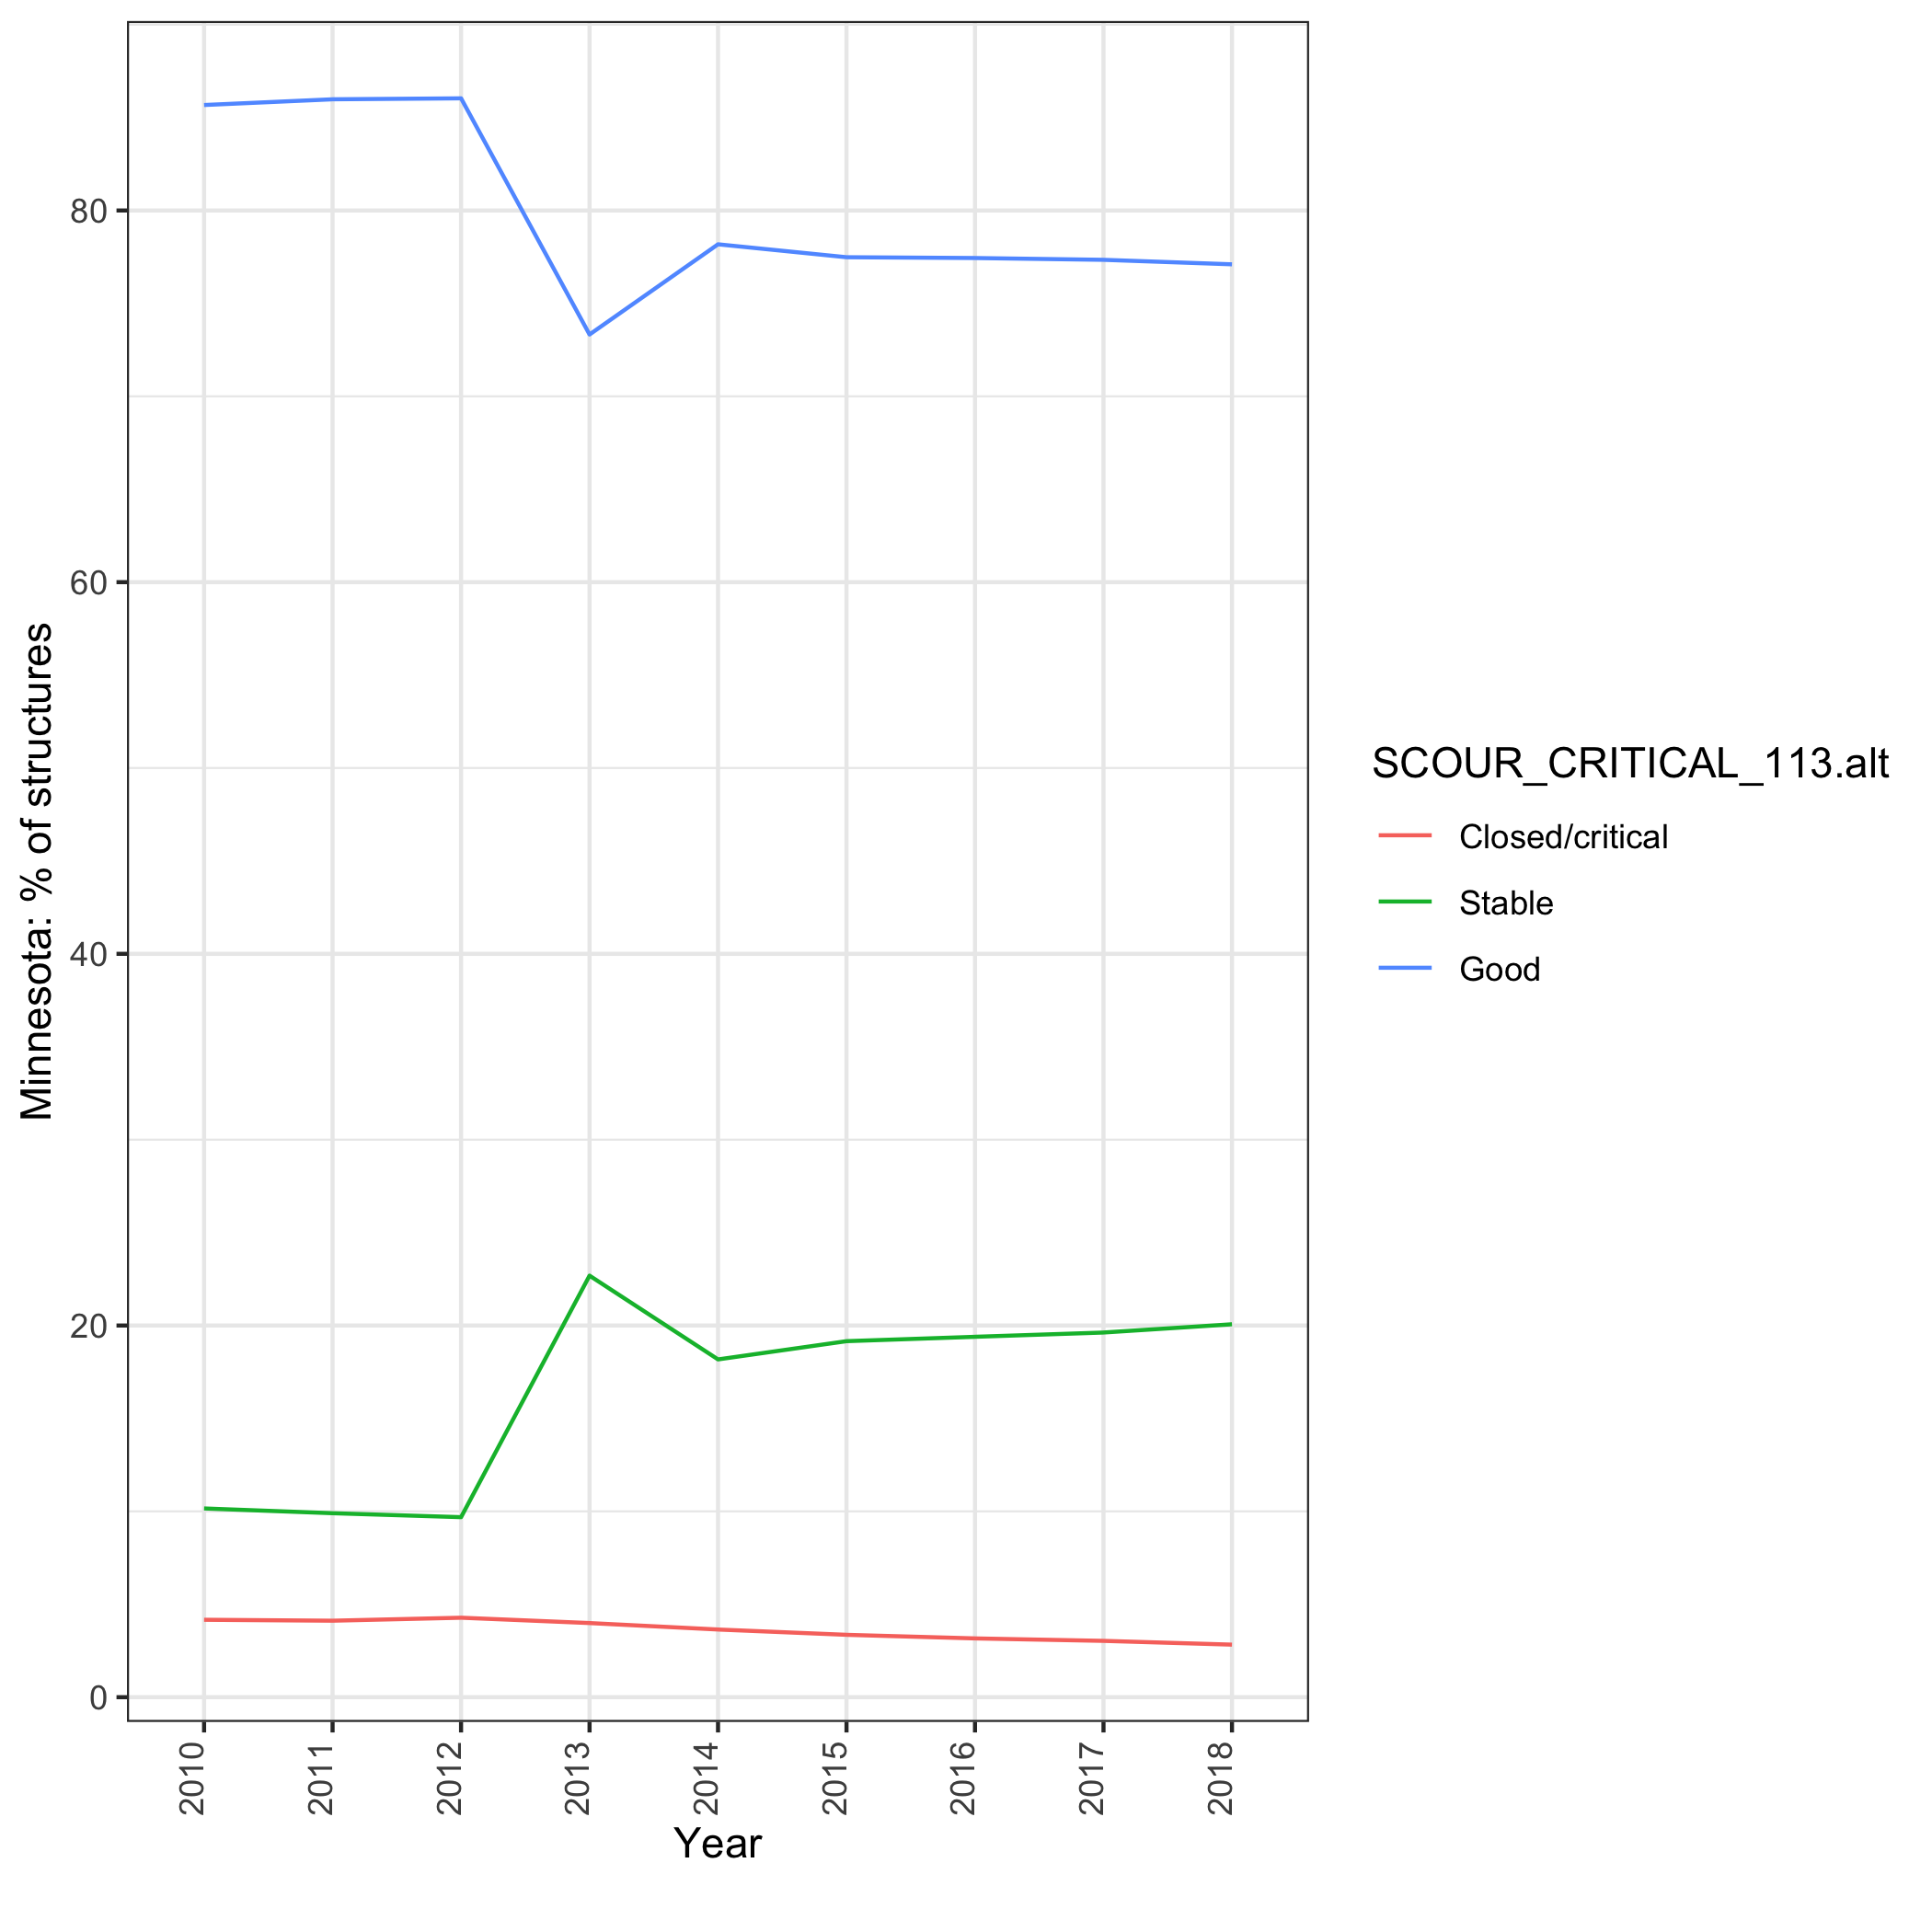 Minnesota: % of structures
80
60
40
20
0
2010
2011
2012
2013
2014
2015
2016
2017
2018
Year
SCOUR_CRITICAL_113.alt
Closed/critical
Stable
Good